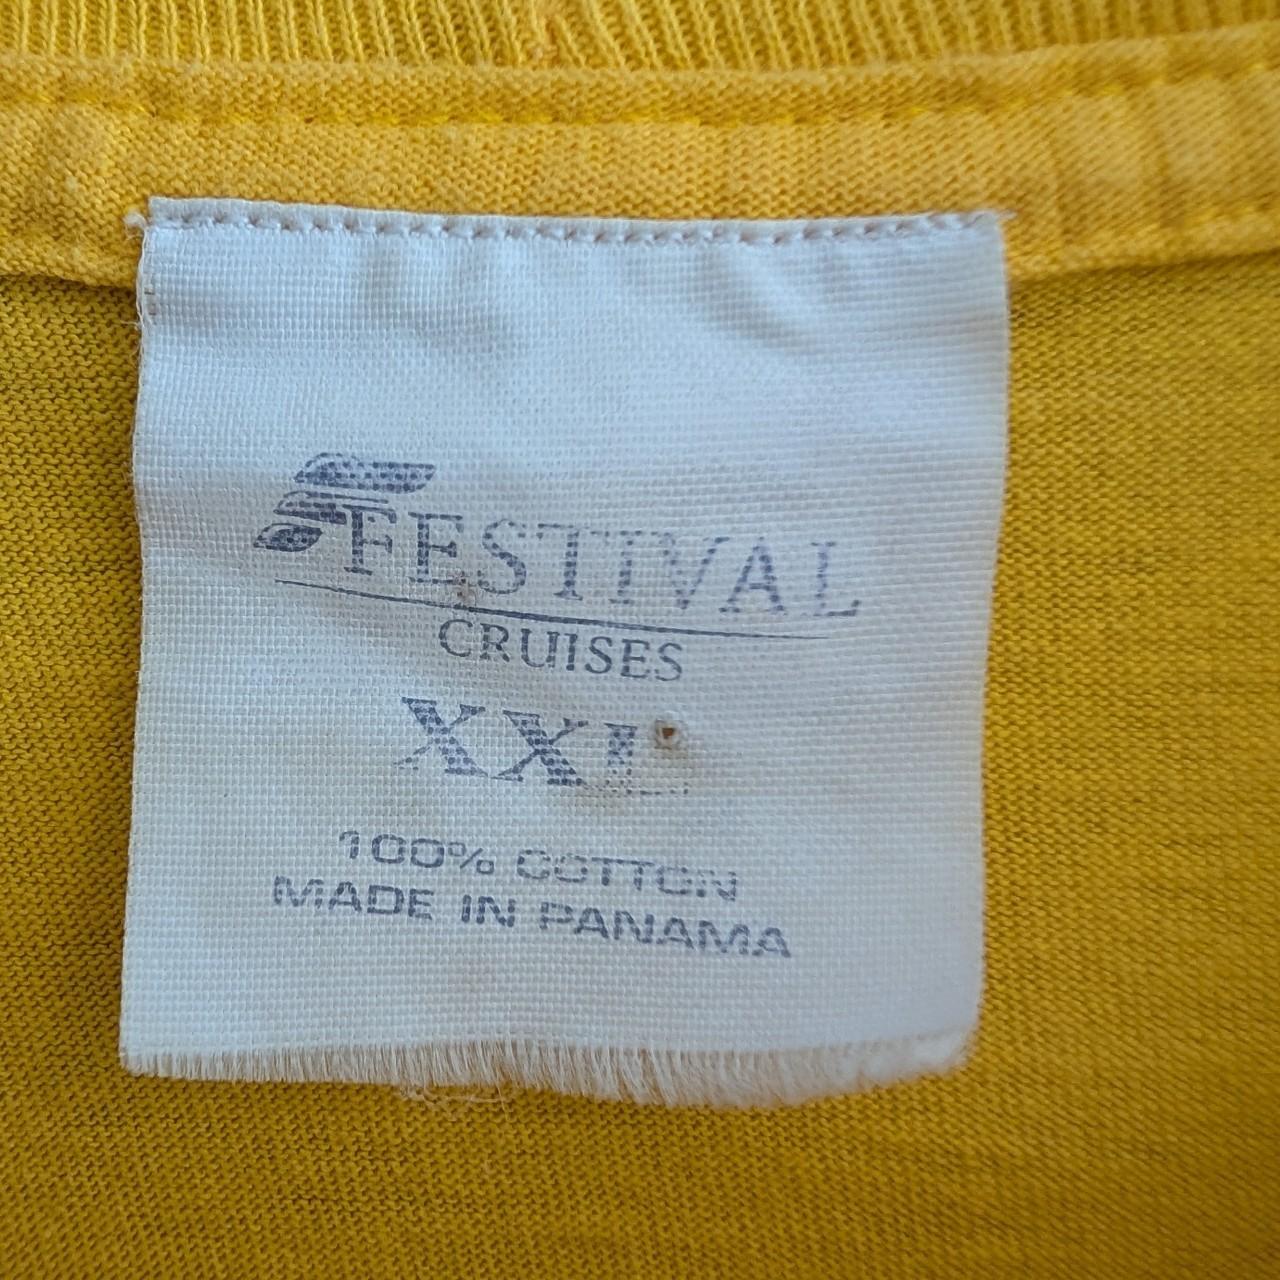 FESTIVAL
CRUISES
XXL
100% COTTON
MADE IN PANAMA